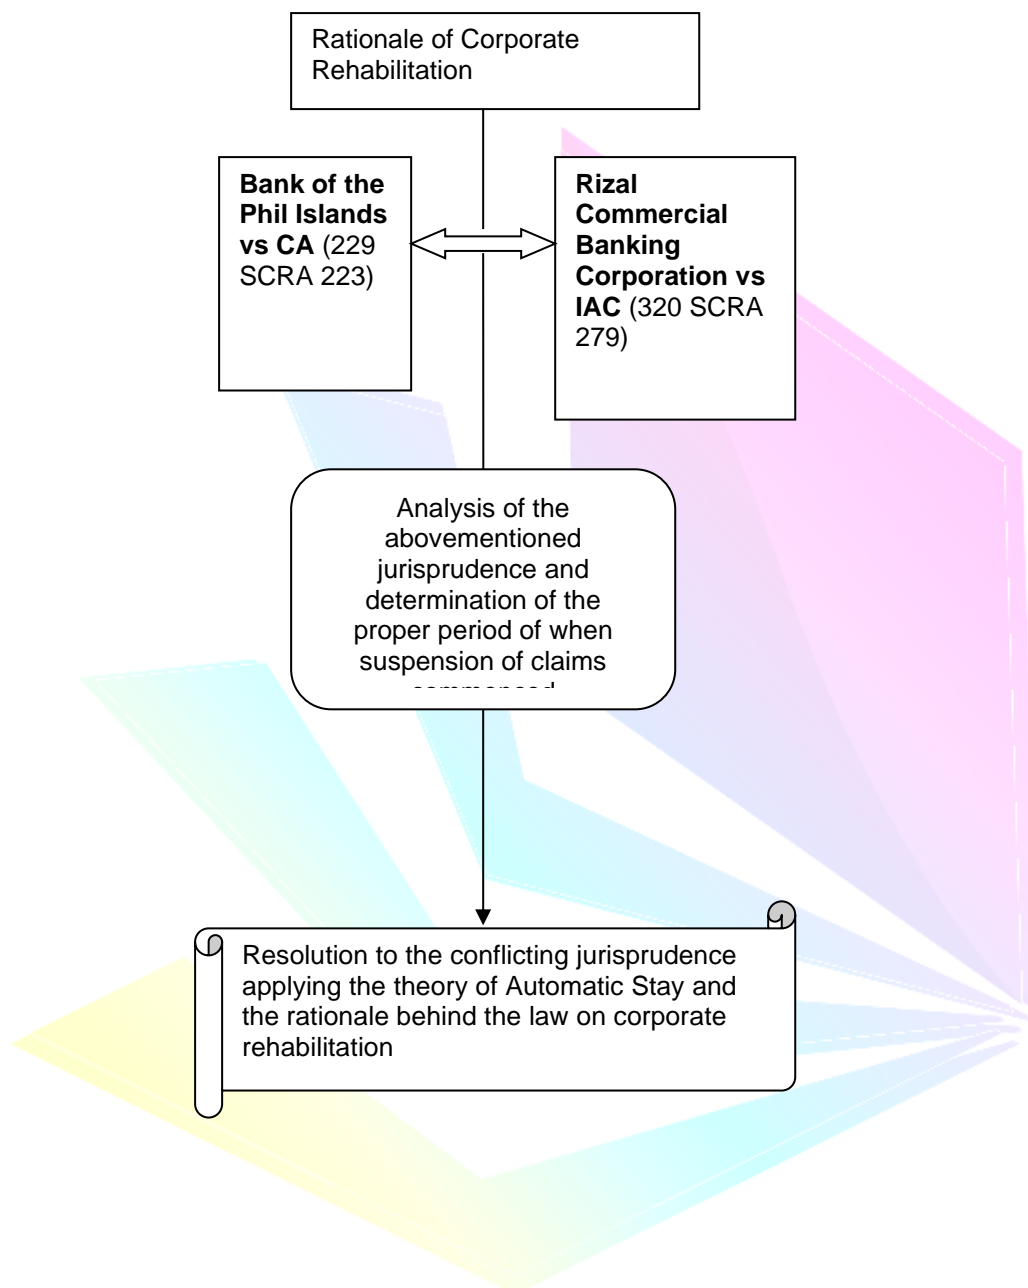 Rationale of Corporate
Rehabilitation
Bank of the
Phil Islands
vs CA (229
SCRA 223)
Rizal
Commercial
Banking
Corporation vs
IAC (320 SCRA
279)
Analysis of the
abovementioned
jurisprudence and
determination of the
proper period of when
suspension of claims
commenced
Resolution to the conflicting jurisprudence
applying the theory of Automatic Stay and
the rationale behind the law on corporate
rehabilitation